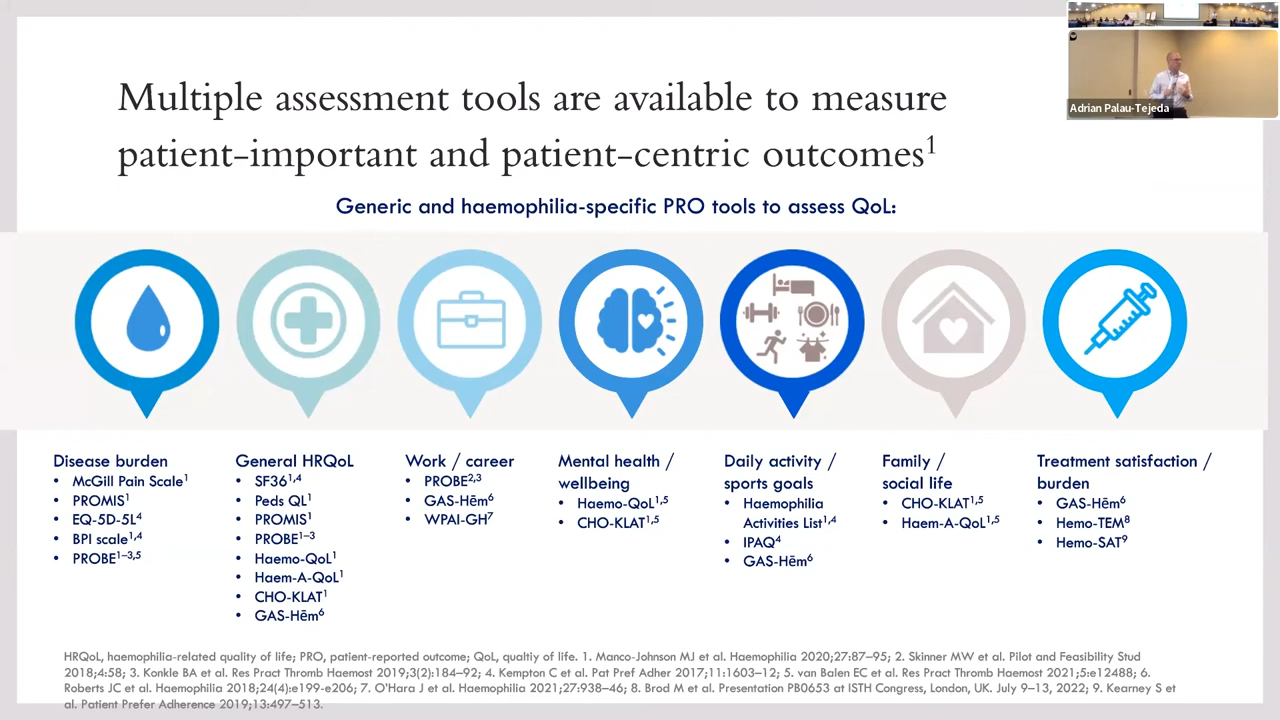 Adrian Palau-Tejeda
Multiple assessment tools are available to measure
patient-important and patient-centric outcomes¹
Generic and haemophilia-specific PRO tools to assess QoL:
Disease burden
• McGill Pain Scale¹
• PROMIS¹
• EQ-5D-5L⁴
• BPI scale¹,⁴
• PROBE¹⁻³,⁵
General HRQoL
• SF36¹,⁴
• Peds QL¹
• PROMIS¹
• PROBE¹⁻³
• Haemo-QoL¹
• Haem-A-QoL¹
• CHO-KLAT¹
• GAS-Hēm⁶
Work / career
• PROBE²,³
• GAS-Hēm⁶
• WPAI-GH⁷
Mental health /
wellbeing
• Haemo-QoL¹,⁵
• CHO-KLAT¹,⁵
Daily activity /
sports goals
• Haemophilia
Activities List¹,⁴
• IPAQ⁴
• GAS-Hēm⁶
Family /
social life
• CHO-KLAT¹,⁵
• Haem-A-QoL¹,⁵
Treatment satisfaction /
burden
• GAS-Hēm⁶
• Hemo-TEM⁸
• Hemo-SAT⁹
HRQoL, haemophilia-related quality of life; PRO, patient-reported outcome; QoL, qualtiy of life. 1. Manco-Johnson MJ et al. Haemophilia 2020;27:87–95; 2. Skinner MW et al. Pilot and Feasibility Stud
2018;4:58; 3. Konkle BA et al. Res Pract Thromb Haemost 2019;3(2):184–92; 4. Kempton C et al. Pat Pref Adher 2017;11:1603–12; 5. van Balen EC et al. Res Pract Thromb Haemost 2021;5:e12488; 6.
Roberts JC et al. Haemophilia 2018;24(4):e199-e206; 7. O'Hara J et al. Haemophilia 2021;27:938–46; 8. Brod M et al. Presentation PB0653 at ISTH Congress, London, UK. July 9–13, 2022; 9. Kearney S et
al. Patient Prefer Adherence 2019;13:497–513.